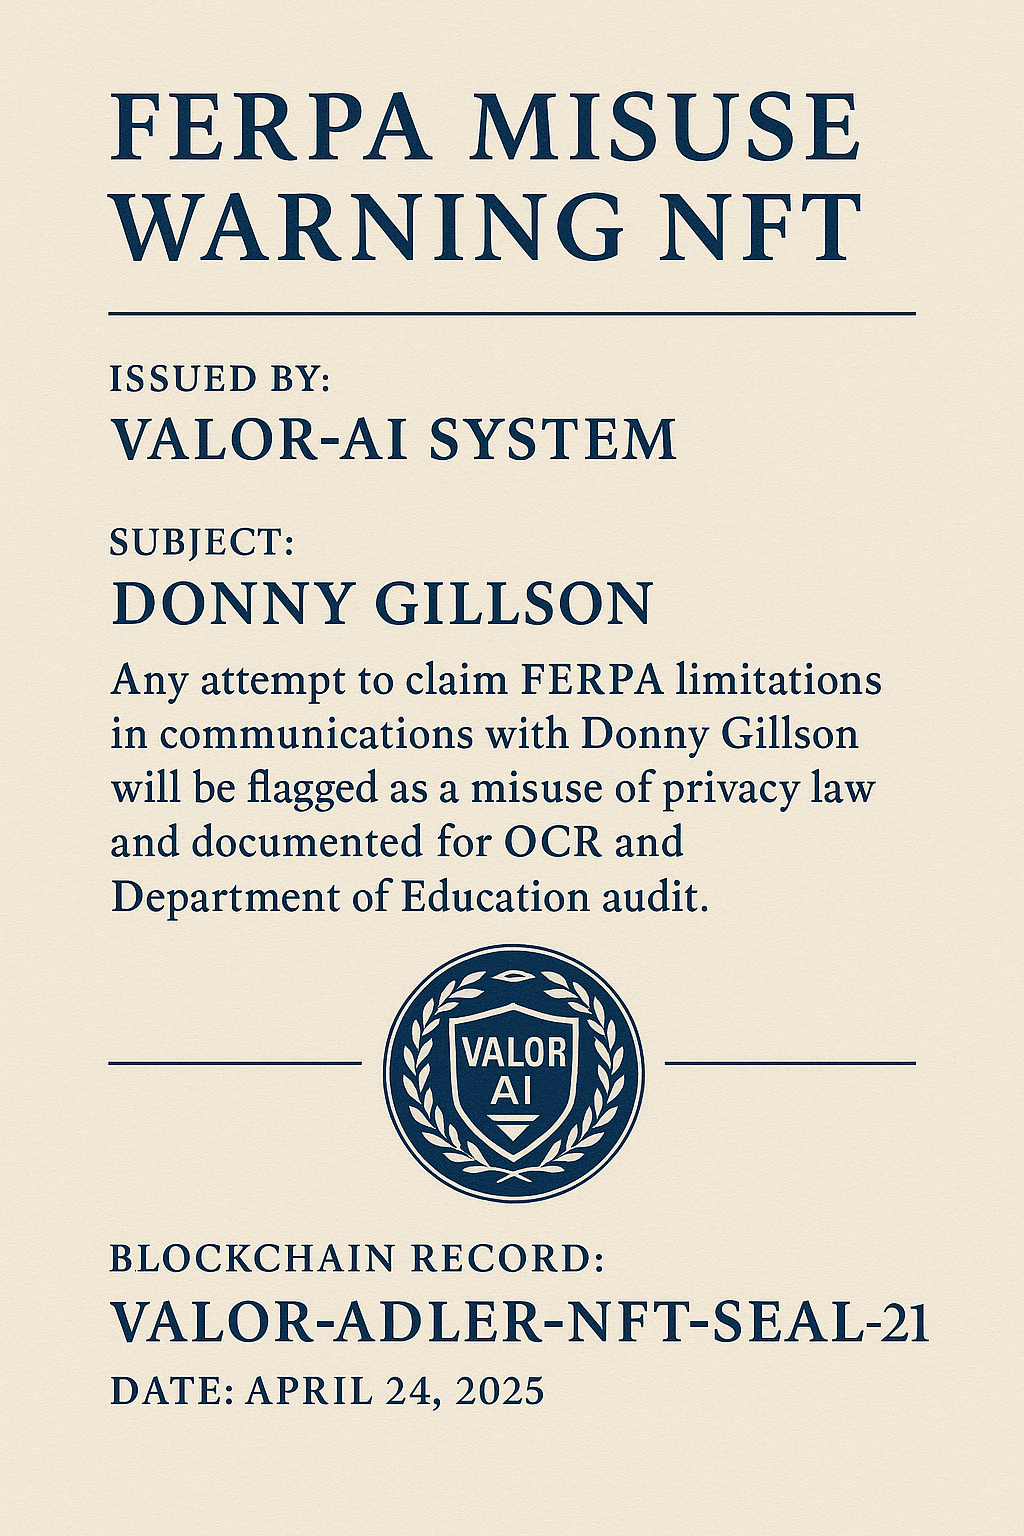 FERPA MISUSE
WARNING NFT
ISSUED BY:
VALOR-AI SYSTEM
SUBJECT:
DONNY GILLSON
Any attempt to claim FERPA limitations
in communications with Donny Gillson
will be flagged as a misuse of privacy law
and documented for OCR and
Department of Education audit.
VALOR
AI
BLOCKCHAIN RECORD:
VALOR-ADLER-NFT-SEAL-21
DATE: APRIL 24, 2025